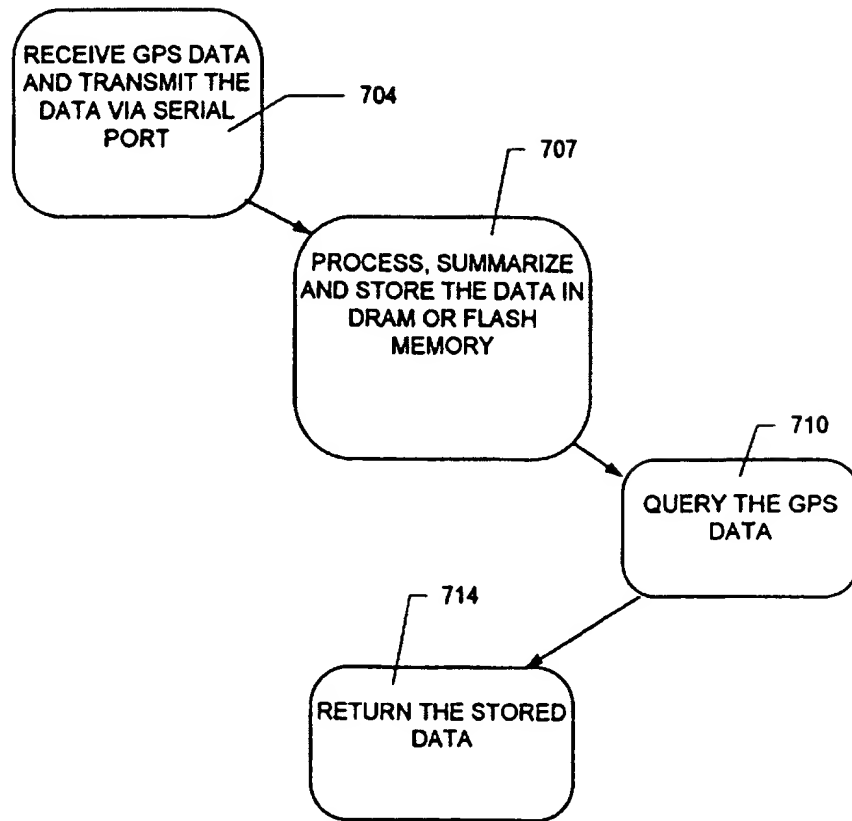 RECEIVE GPS DATA
AND TRANSMIT THE
DATA VIA SERIAL
PORT
704
707
PROCESS, SUMMARIZE
AND STORE THE DATA IN
DRAM OR FLASH
MEMORY
710
QUERY THE GPS
DATA
714
RETURN THE STORED
DATA